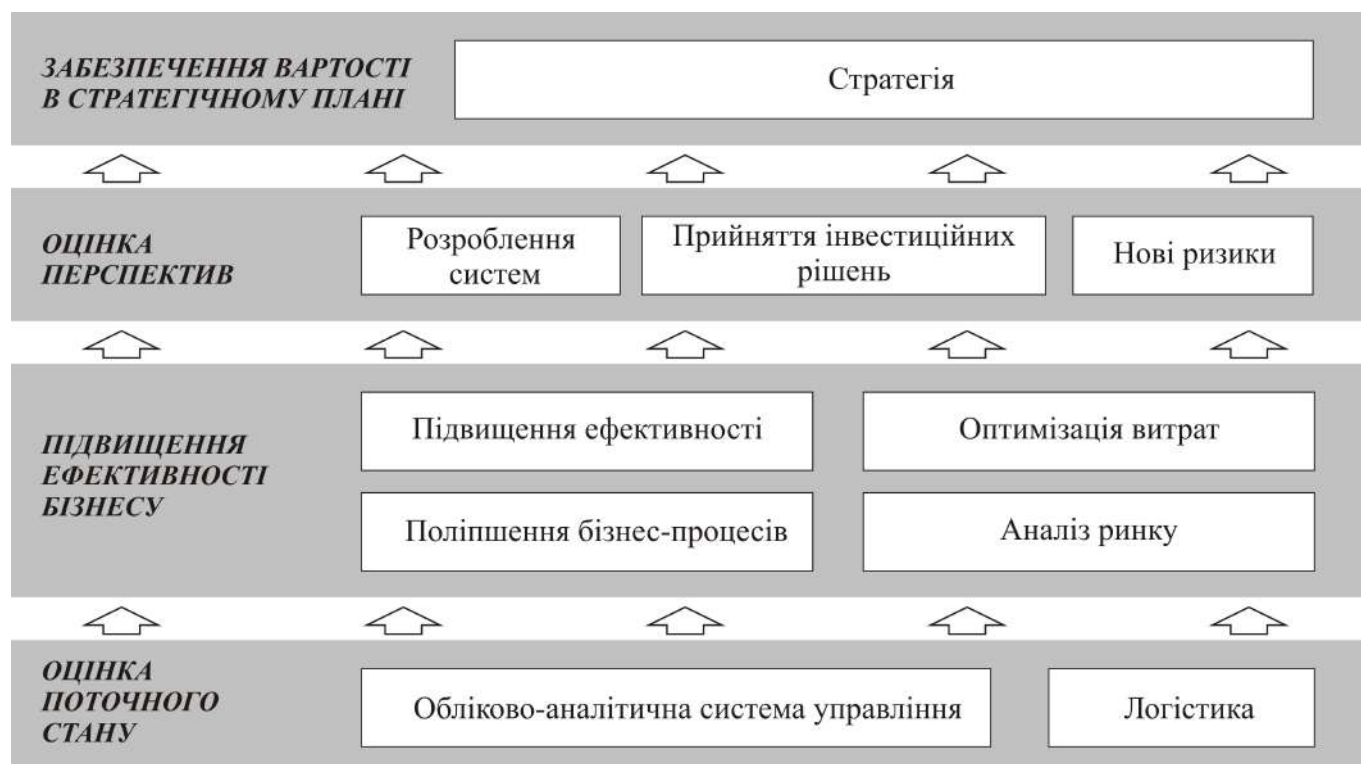 ЗАБЕЗПЕЧЕННЯ ВАРТОСТІ
В СТРАТЕГІЧНОМУ ПЛАНІ
Стратегія
ОЦІНКА
ПЕРСПЕКТИВ
Розроблення
систем
Прийняття інвестиційних
рішень
Нові ризики
ПІДВИЩЕННЯ
ЕФЕКТИВНОСТІ
БІЗНЕСУ
Підвищення ефективності
Оптимізація витрат
Поліпшення бізнес-процесів
Аналіз ринку
ОЦІНКА
ПОТОЧНОГО
СТАНУ
Обліково-аналітична система управління
Логістика